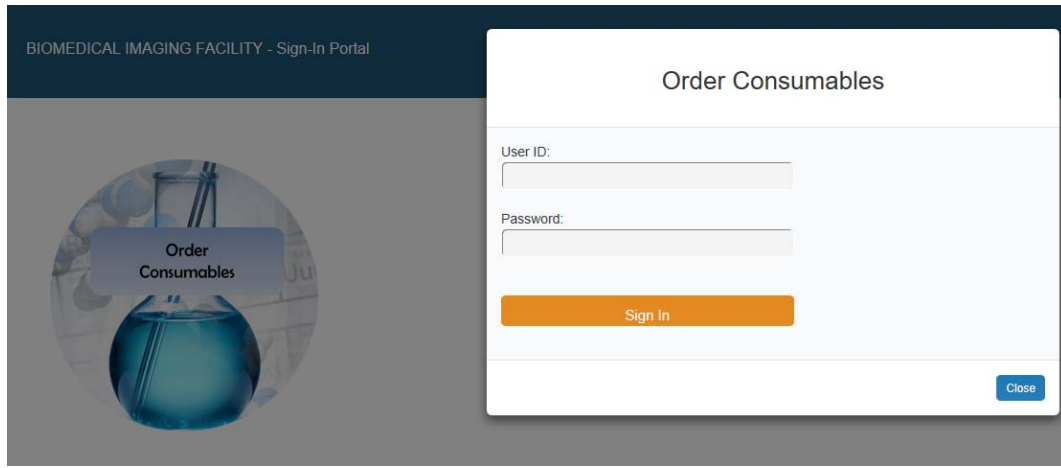 BIOMEDICAL IMAGING FACILITY - Sign-In Portal
Order
Consumables
Order Consumables
User ID:
Password:
Sign In
Close